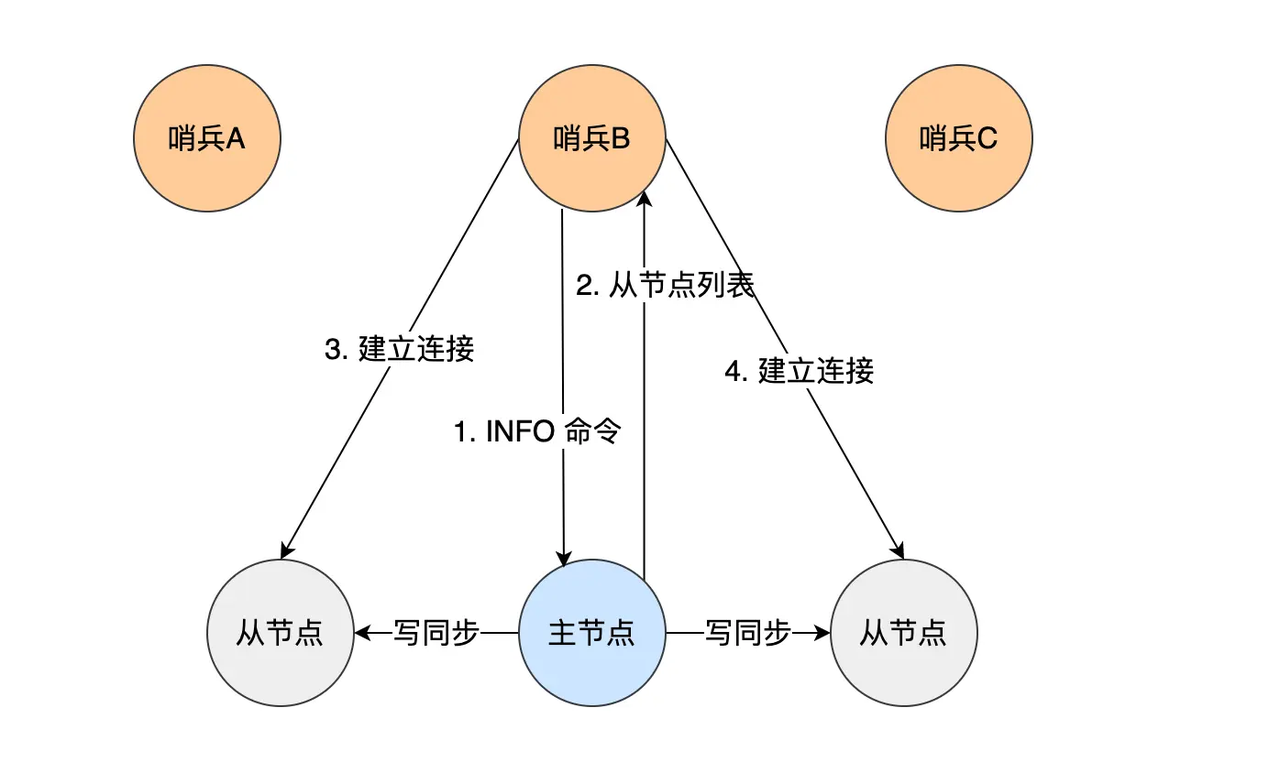 哨兵A
哨兵B
哨兵C
2. 从节点列表
3. 建立连接
4. 建立连接
1. INFO 命令
从节点
写同步
主节点
写同步
从节点